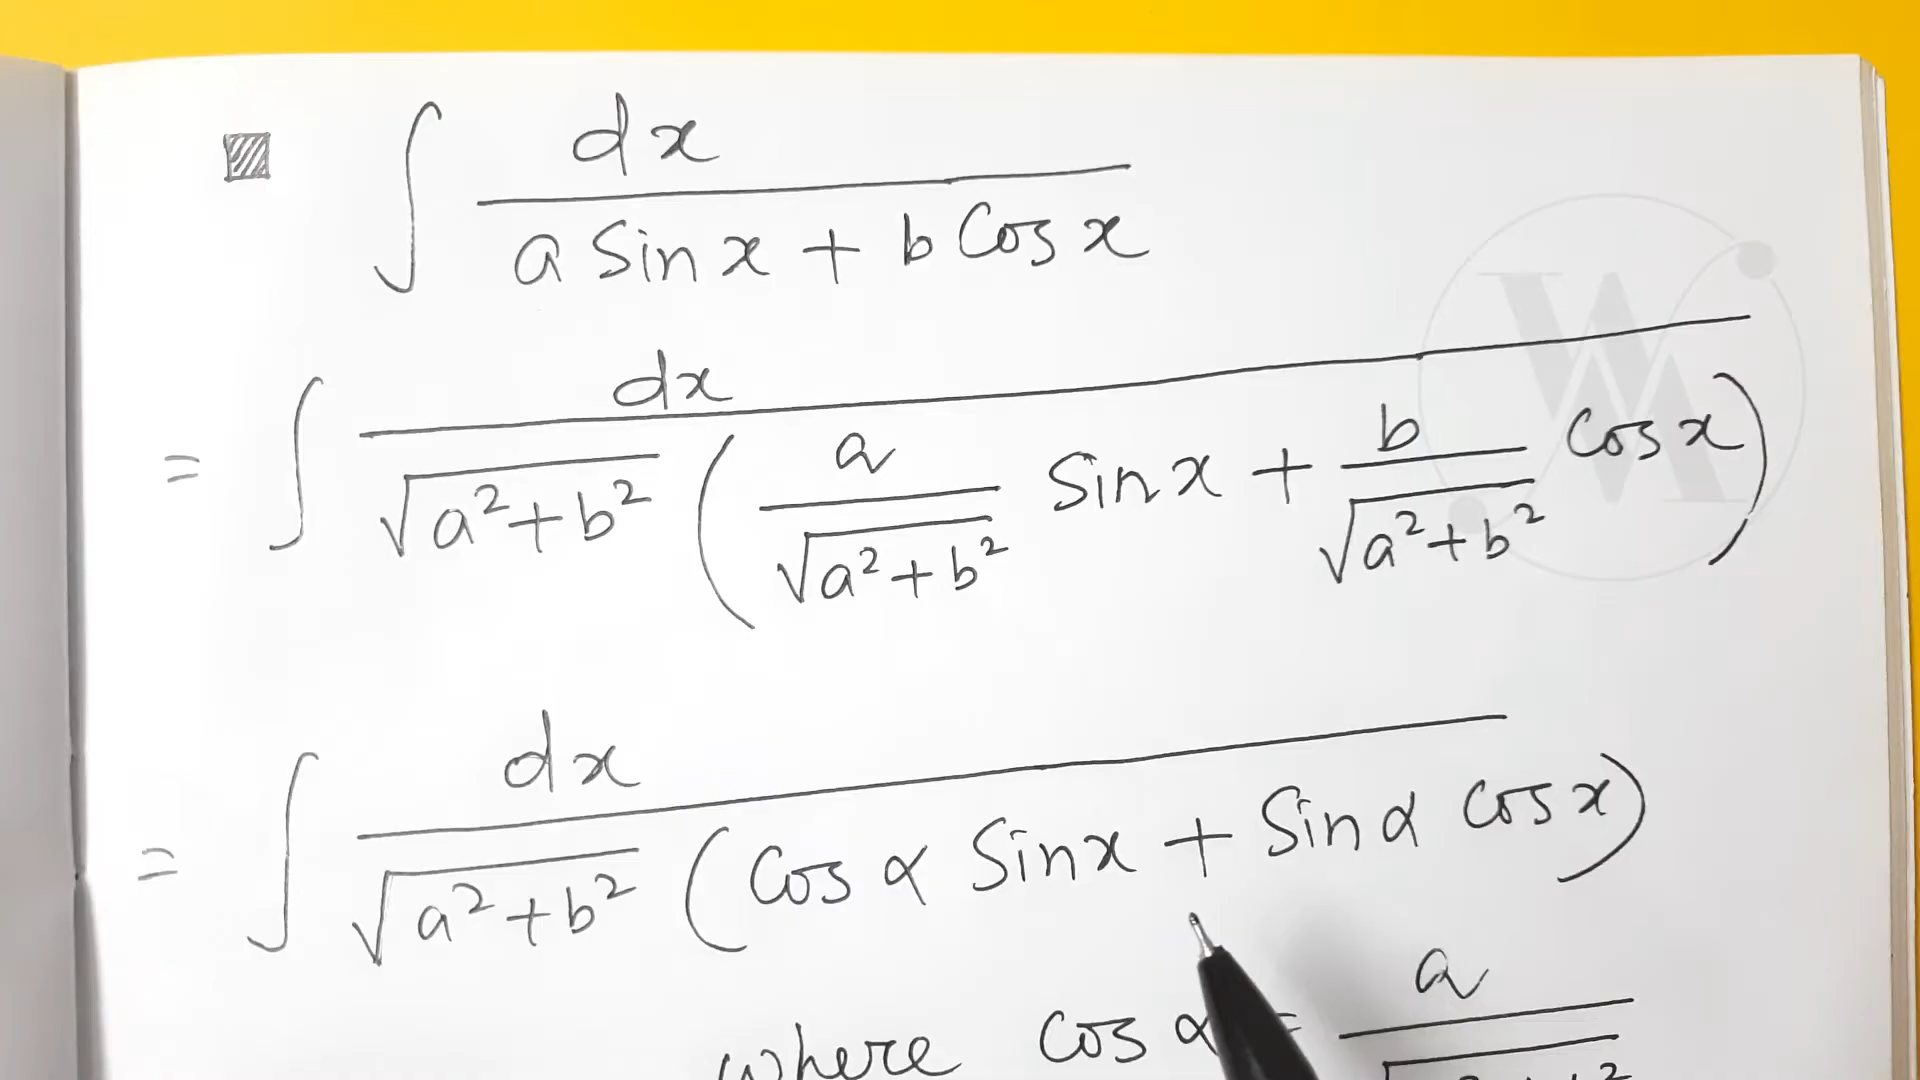 ∫ dx / (a Sin x + b Cos x)
= ∫ dx / (√(a²+b²) (a/√(a²+b²) Sin x + b/√(a²+b²) Cos x))
= ∫ dx / (√(a²+b²) (Cos α Sin x + Sin α Cos x))
where Cos α = a